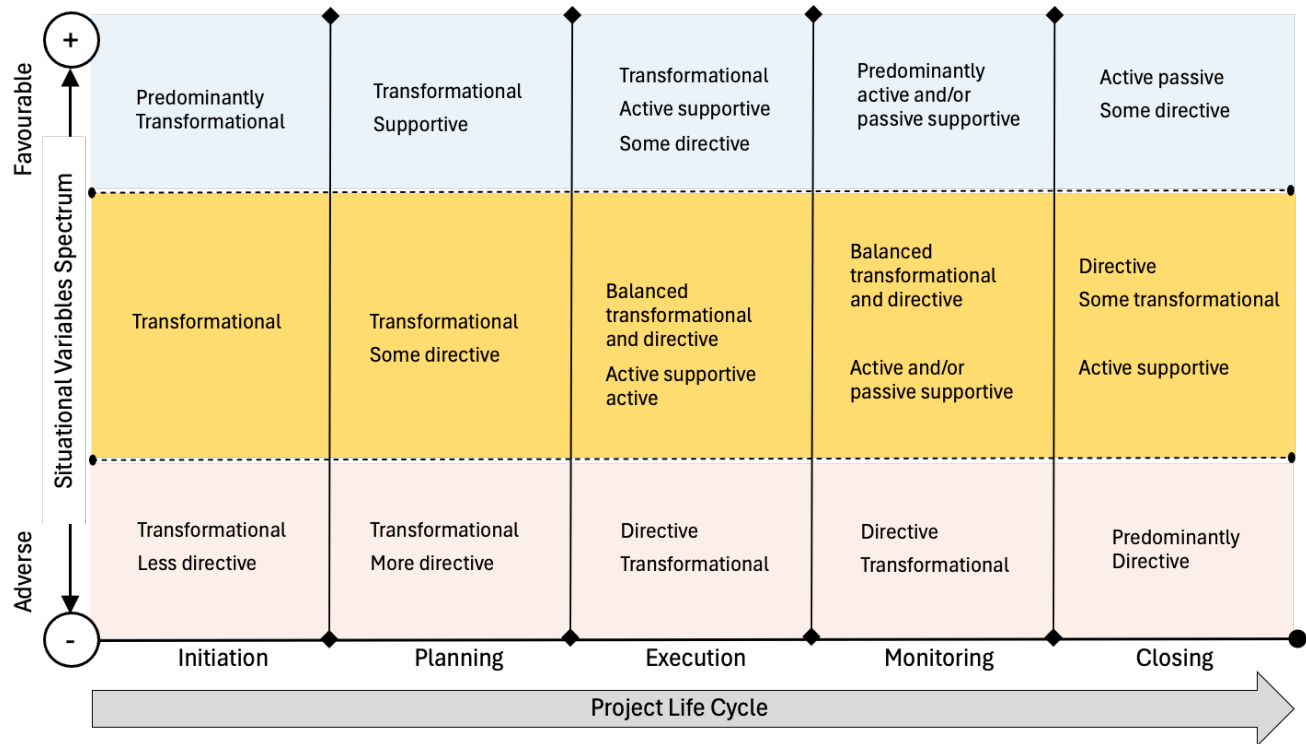 +
Favourable
Situational Variables Spectrum
Adverse
-
Predominantly
Transformational
Transformational
Supportive
Transformational
Active supportive
Some directive
Predominantly
active and/or
passive supportive
Active passive
Some directive
Transformational
Transformational
Some directive
Balanced
transformational
and directive
Active supportive
active
Balanced
transformational
and directive
Active and/or
passive supportive
Directive
Some transformational
Active supportive
Transformational
Less directive
Transformational
More directive
Directive
Transformational
Directive
Transformational
Predominantly
Directive
Initiation
Planning
Execution
Monitoring
Closing
Project Life Cycle